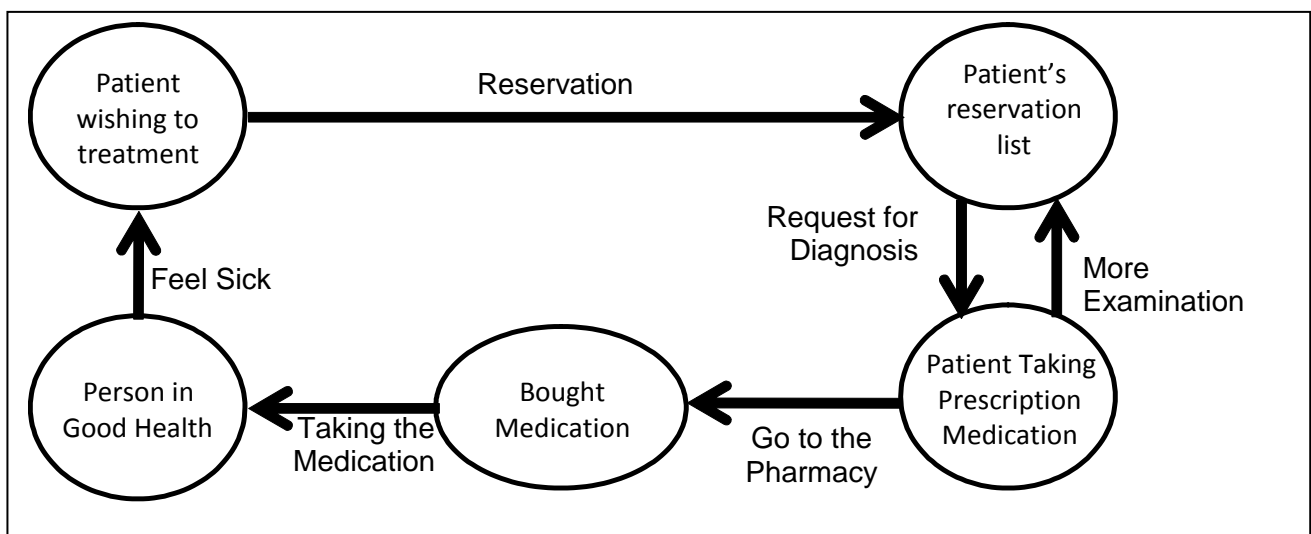 Patient
wishing to
treatment
Reservation
Patient’s
reservation
list
Request for
Diagnosis
More
Examination
Feel Sick
Person in
Good Health
Taking the
Medication
Bought
Medication
Go to the
Pharmacy
Patient Taking
Prescription
Medication